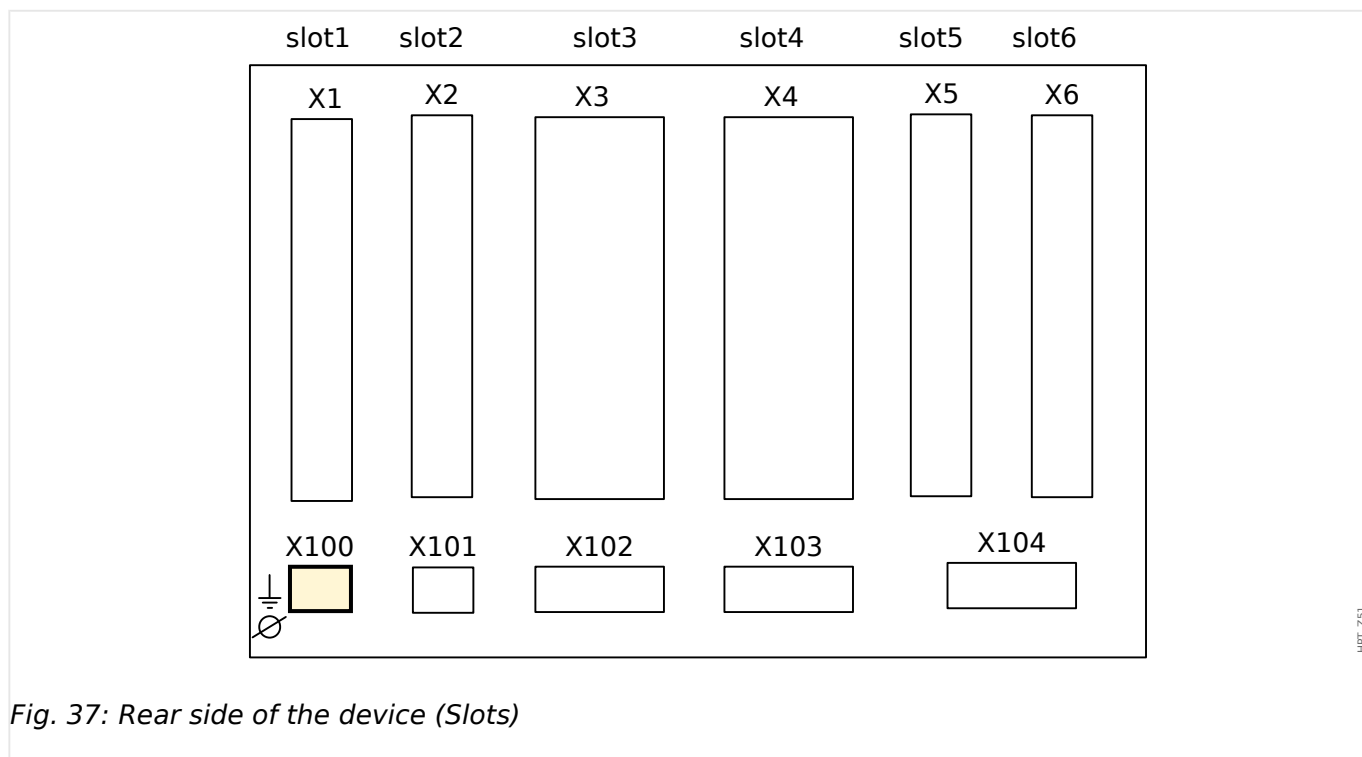 slot1 slot2 slot3 slot4 slot5 slot6
X1 X2 X3 X4 X5 X6
X100 X101 X102 X103 X104
Fig. 37: Rear side of the device (Slots)